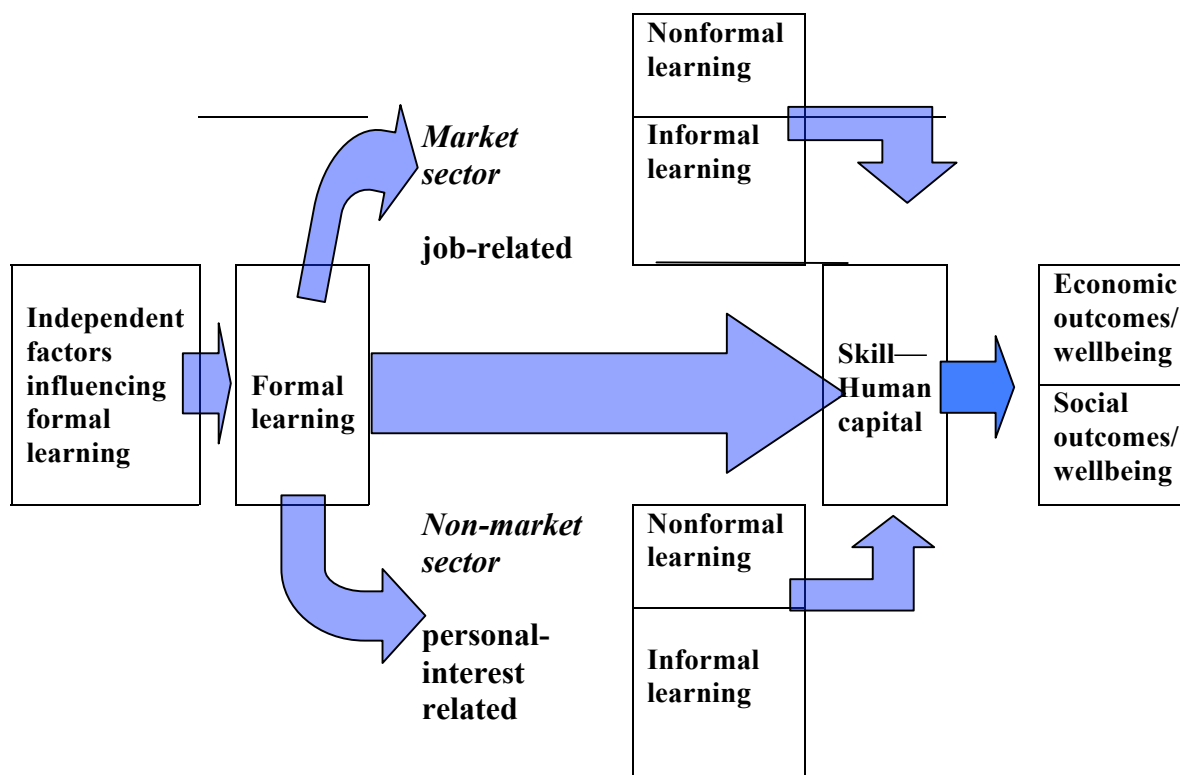 Nonformal
learning
Informal
learning
Market
sector
job-related
Independent
factors
influencing
formal
learning
Formal
learning
Skill—
Human
capital
Economic
outcomes/
wellbeing
Social
outcomes/
wellbeing
Non-market
sector
personal-
interest
related
Nonformal
learning
Informal
learning